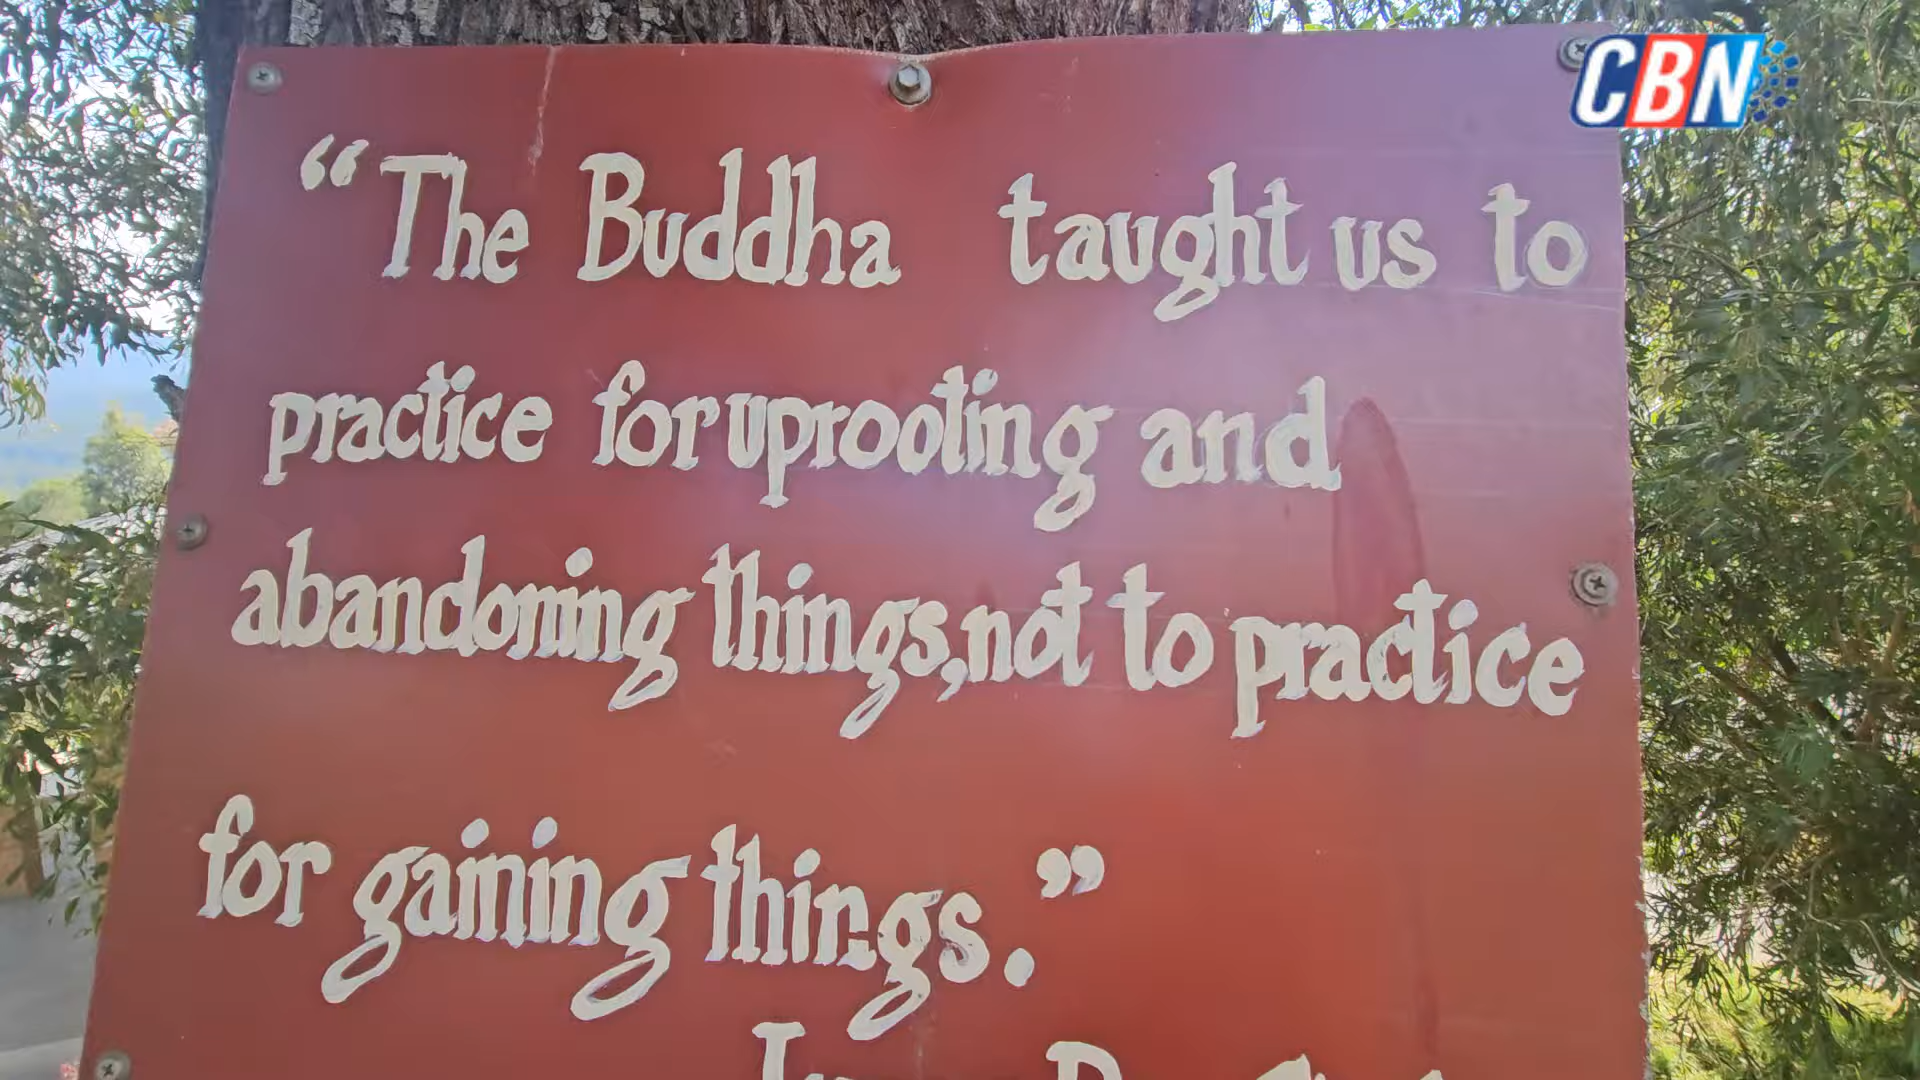 CBN
“The Buddha taught us to
practice for uprooting and
abandoning things, not to practice
for gaining things.”